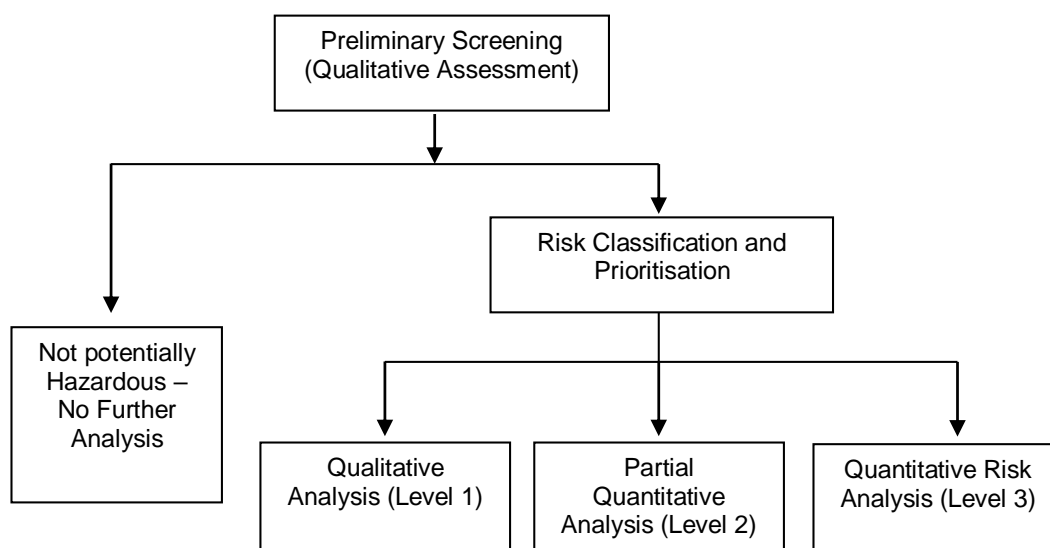 Preliminary Screening
(Qualitative Assessment)
Risk Classification and
Prioritisation
Not potentially
Hazardous –
No Further
Analysis
Qualitative
Analysis (Level 1)
Partial
Quantitative
Analysis (Level 2)
Quantitative Risk
Analysis (Level 3)